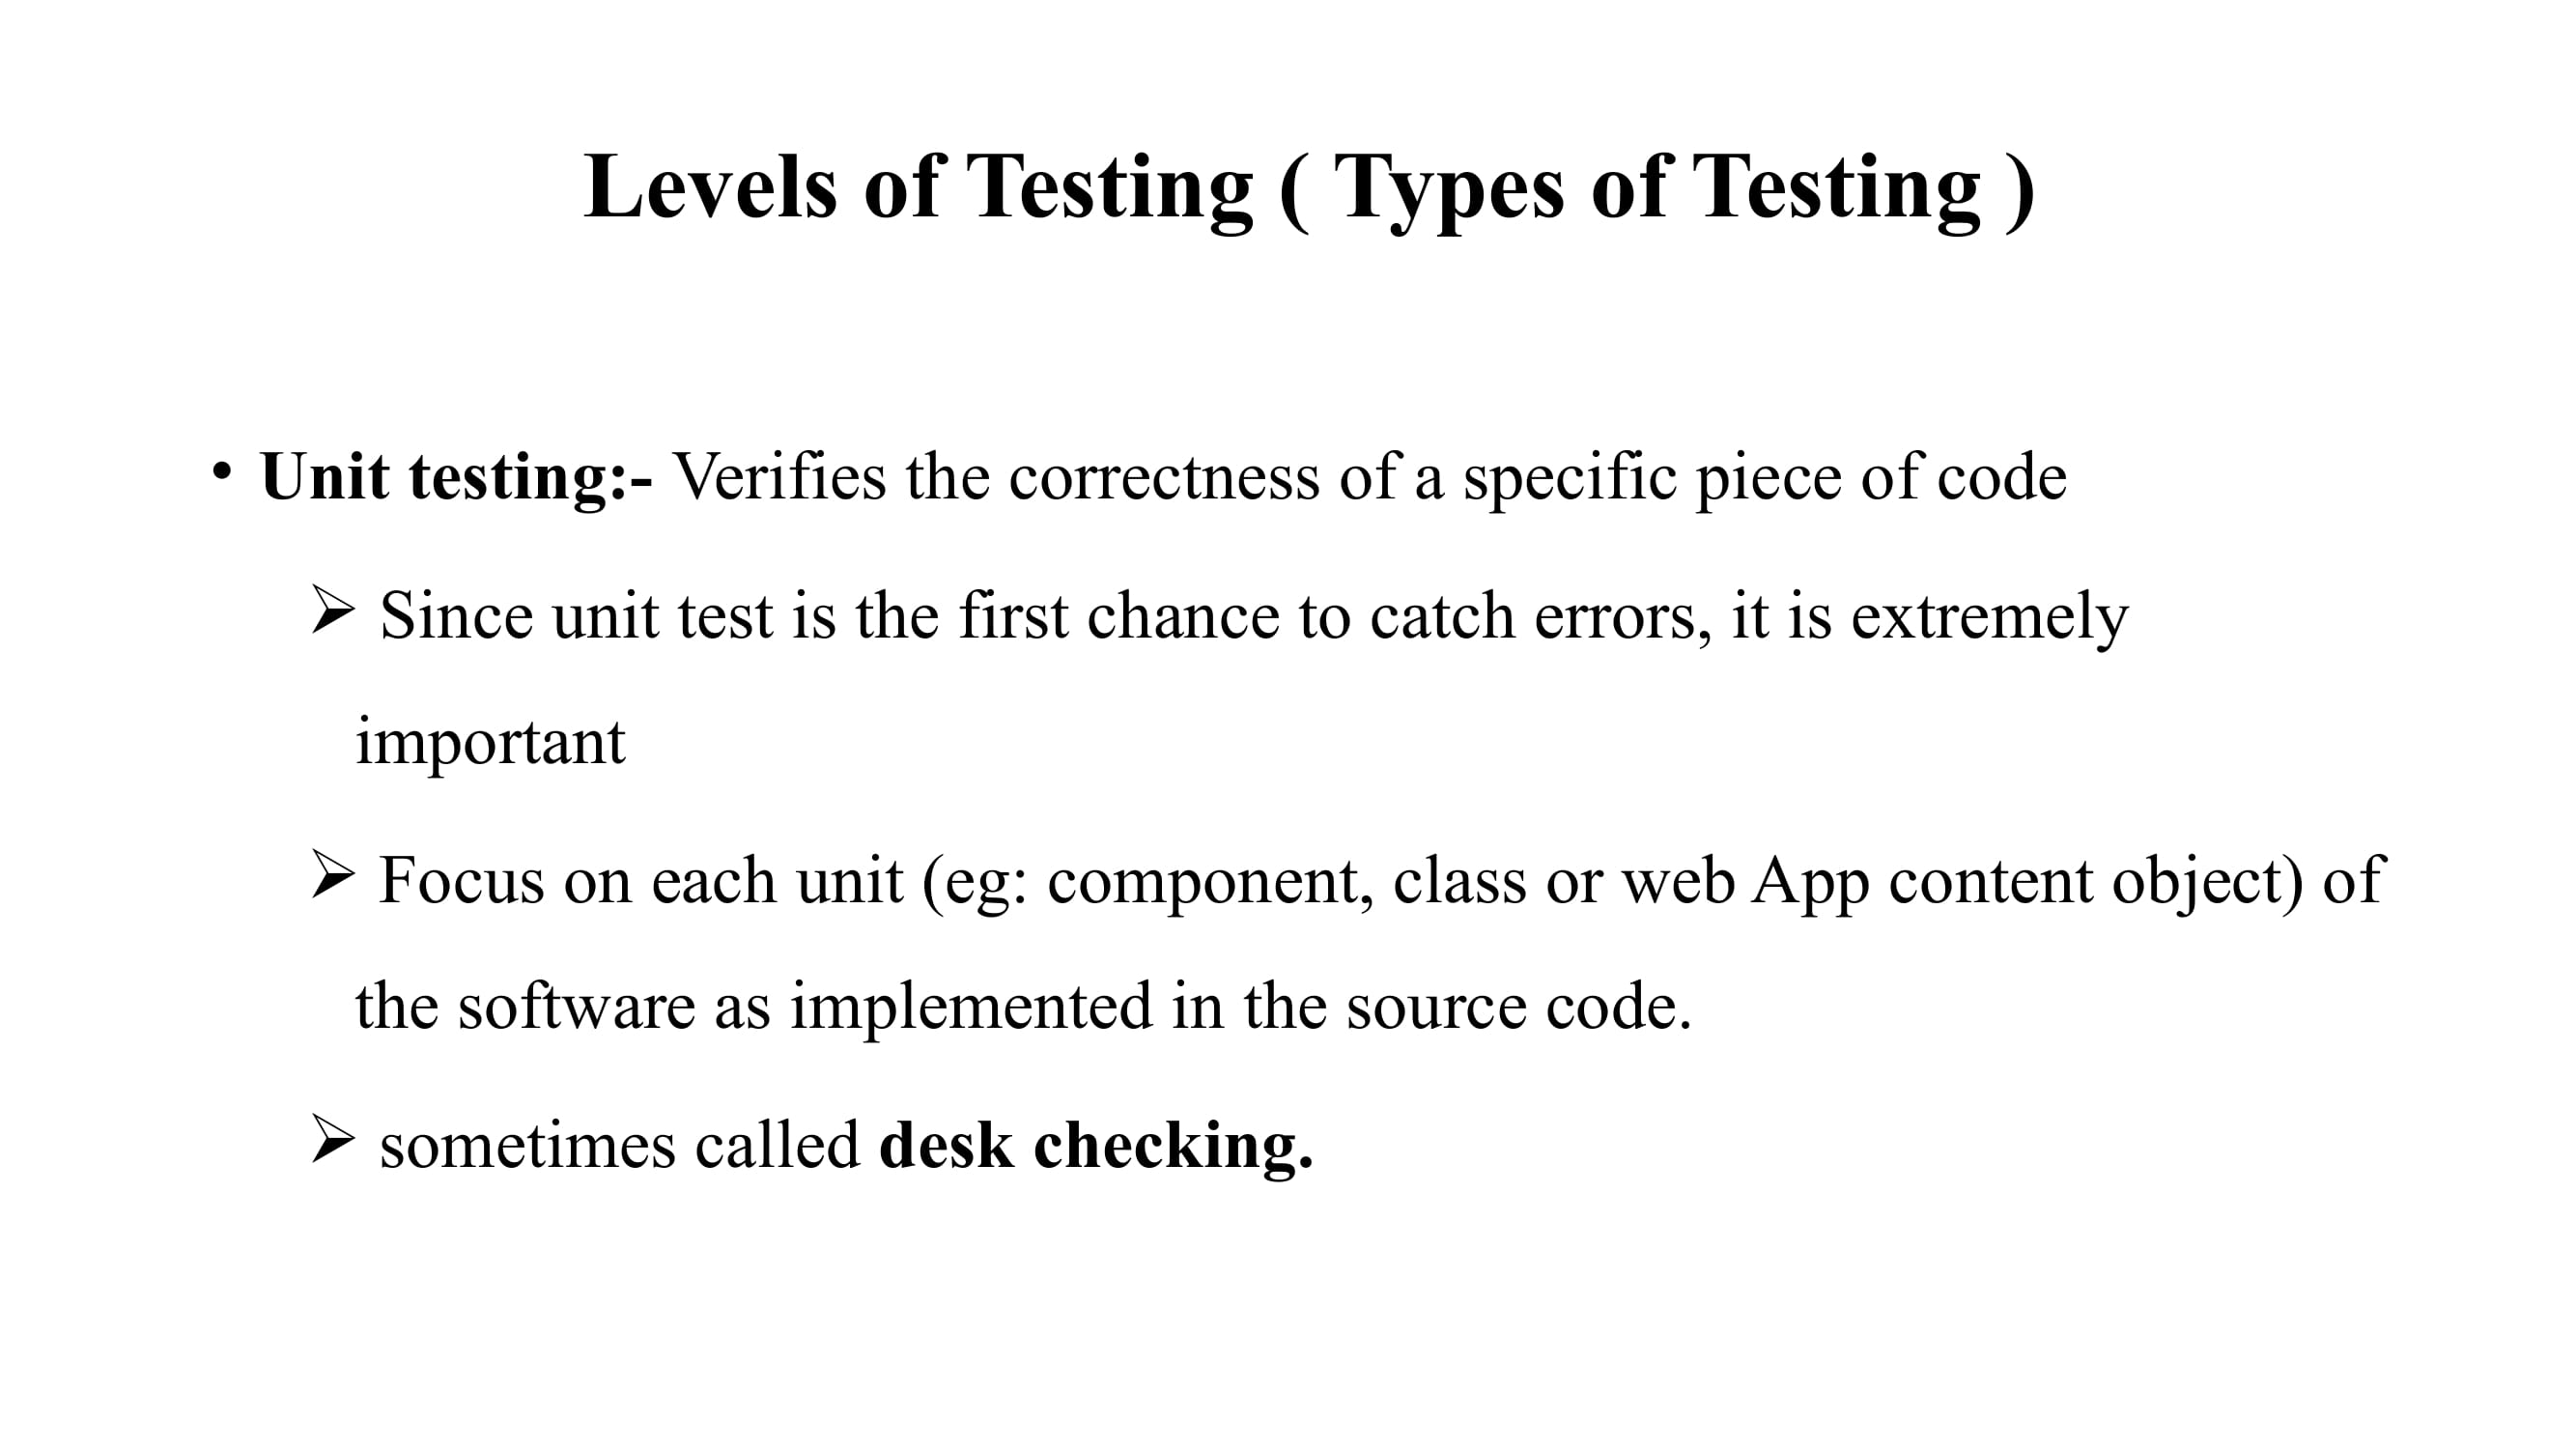 Levels of Testing ( Types of Testing )
• Unit testing:- Verifies the correctness of a specific piece of code
➢ Since unit test is the first chance to catch errors, it is extremely
important
➢ Focus on each unit (eg: component, class or web App content object) of
the software as implemented in the source code.
➢ sometimes called desk checking.